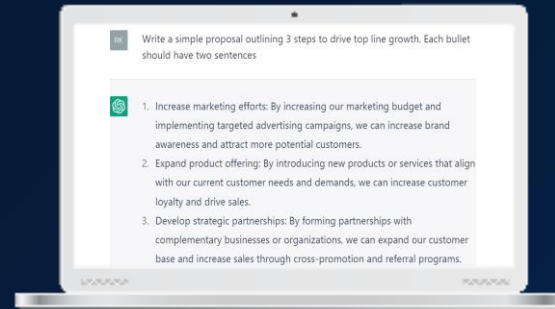 RK
Write a simple proposal outlining 3 steps to drive top line growth. Each bullet
should have two sentences
1. Increase marketing efforts: By increasing our marketing budget and
implementing targeted advertising campaigns, we can increase brand
awareness and attract more potential customers.
2. Expand product offering: By introducing new products or services that align
with our current customer needs and demands, we can increase customer
loyalty and drive sales.
3. Develop strategic partnerships: By forming partnerships with
complementary businesses or organizations, we can expand our customer
base and increase sales through cross-promotion and referral programs.